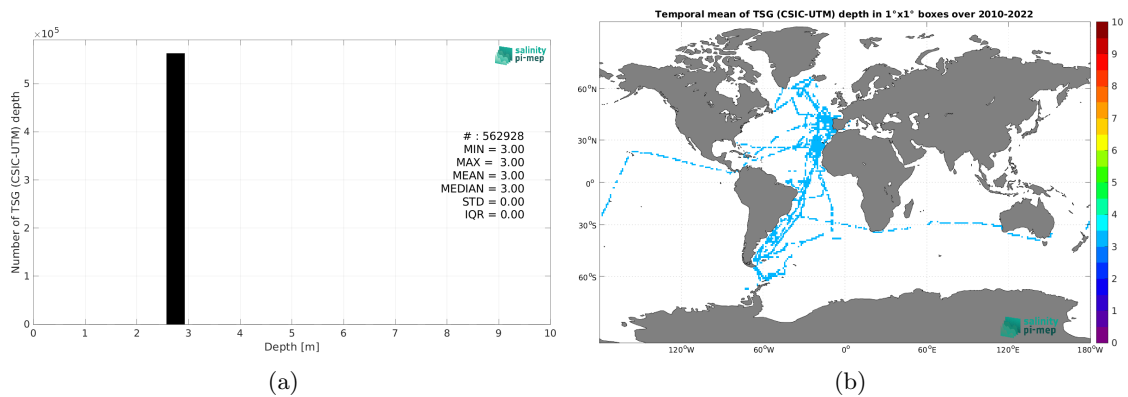 ×10⁵
salinity
pi-mep
Number of TSG (CSIC-UTM) depth
5
4
3
2
1
0
# : 562928
MIN = 3.00
MAX = 3.00
MEAN = 3.00
MEDIAN = 3.00
STD = 0.00
IQR = 0.00
0 1 2 3 4 5 6 7 8 9 10
Depth [m]
(a)
Temporal mean of TSG (CSIC-UTM) depth in 1°x1° boxes over 2010-2022
60°N
30°N
0°
30°S
60°S
120°W 60°W 0° 60°E 120°E 180°W
salinity
pi-mep
10
9
8
7
6
5
4
3
2
1
0
(b)